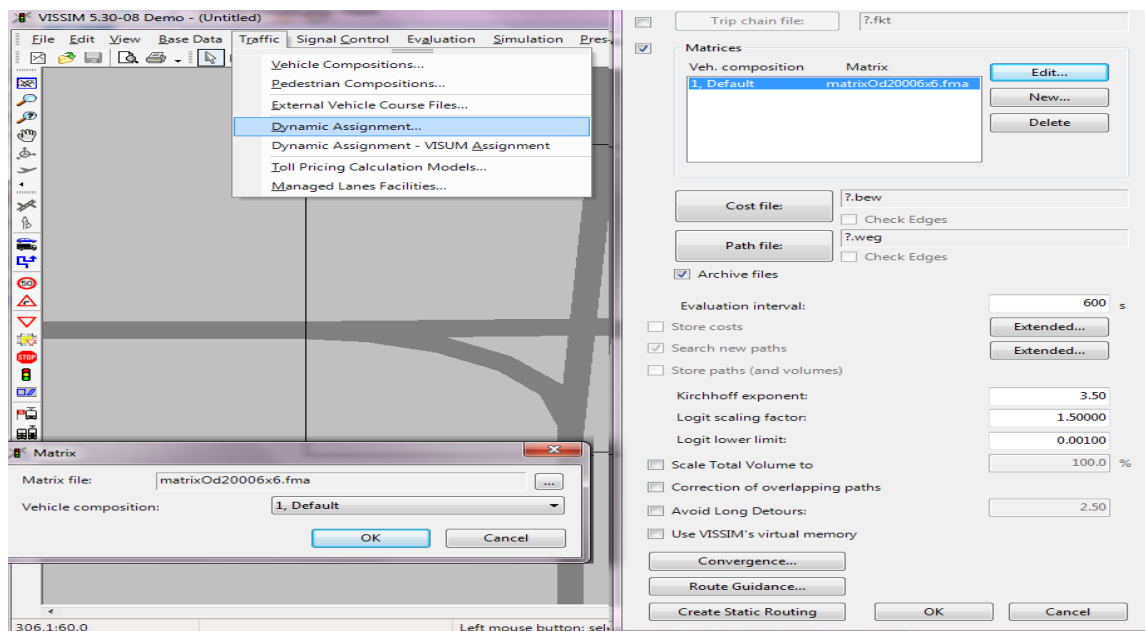 VISSIM 5.30-08 Demo - (Untitled)
File Edit View Base Data Traffic Signal Control Evaluation Simulation Pres
Vehicle Compositions...
Pedestrian Compositions...
External Vehicle Course Files...
Dynamic Assignment...
Dynamic Assignment - VISUM Assignment
Toll Pricing Calculation Models...
Managed Lanes Facilities...
50
STOP
Matrix
Matrix file: matrixOd20006x6.fma ...
Vehicle composition: 1, Default
OK Cancel
306.1:60.0 Left mouse button: sel
Trip chain file: ?.fkt
Matrices
Veh. composition Matrix
1, Default matrixOd20006x6.fma
Edit...
New...
Delete
Cost file: ?.bew
Check Edges
Path file: ?.weg
Check Edges
Archive files
Evaluation interval: 600 s
Store costs Extended...
Search new paths Extended...
Store paths (and volumes)
Kirchhoff exponent: 3.50
Logit scaling factor: 1.50000
Logit lower limit: 0.00100
Scale Total Volume to 100.0 %
Correction of overlapping paths
Avoid Long Detours: 2.50
Use VISSIM's virtual memory
Convergence...
Route Guidance...
Create Static Routing OK Cancel